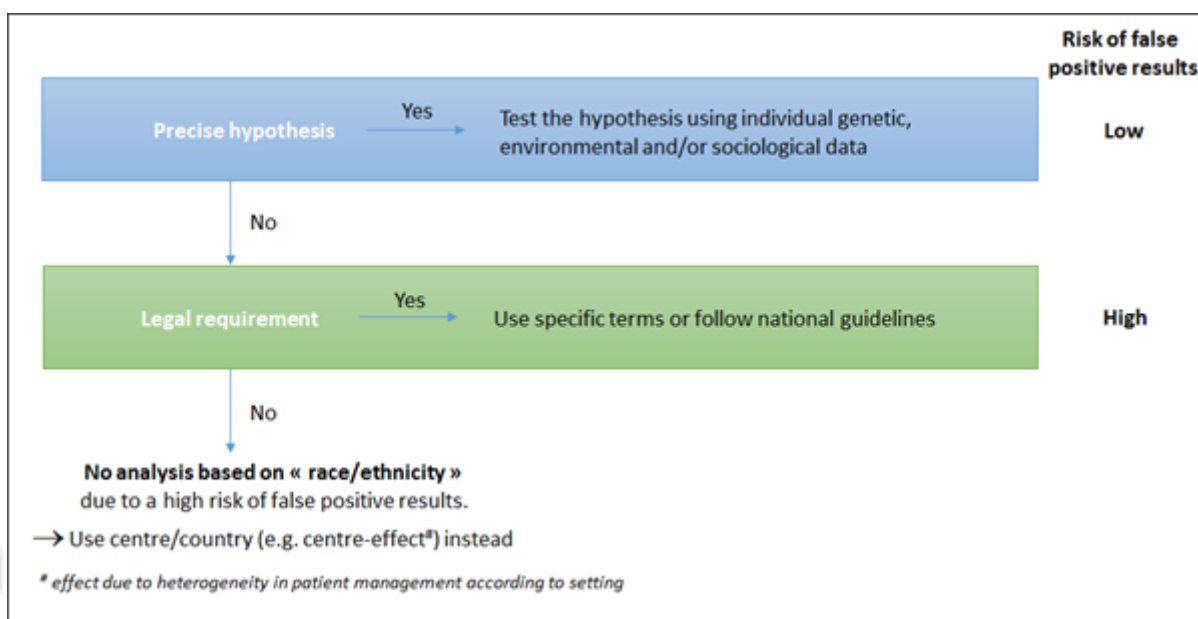 Risk of false
positive results
Precise hypothesis
Yes
Test the hypothesis using individual genetic,
environmental and/or sociological data
Low
No
Legal requirement
Yes
Use specific terms or follow national guidelines
High
No
No analysis based on « race/ethnicity »
due to a high risk of false positive results.
→ Use centre/country (e.g. centre-effect#) instead
# effect due to heterogeneity in patient management according to setting